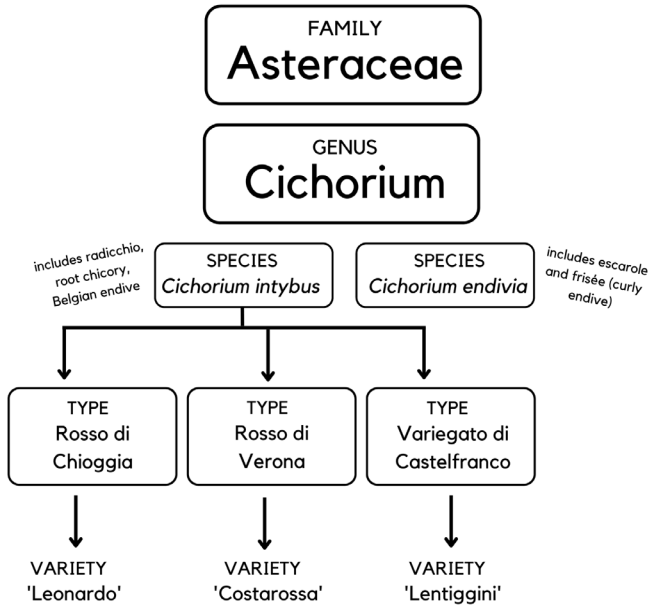 FAMILY
Asteraceae
GENUS
Cichorium
includes radicchio,
root chicory,
Belgian endive
SPECIES
Cichorium intybus
SPECIES
Cichorium endivia
includes escarole
and frisée (curly
endive)
TYPE
Rosso di
Chioggia
TYPE
Rosso di
Verona
TYPE
Variegato di
Castelfranco
VARIETY
'Leonardo'
VARIETY
'Costarossa'
VARIETY
'Lentiggini'